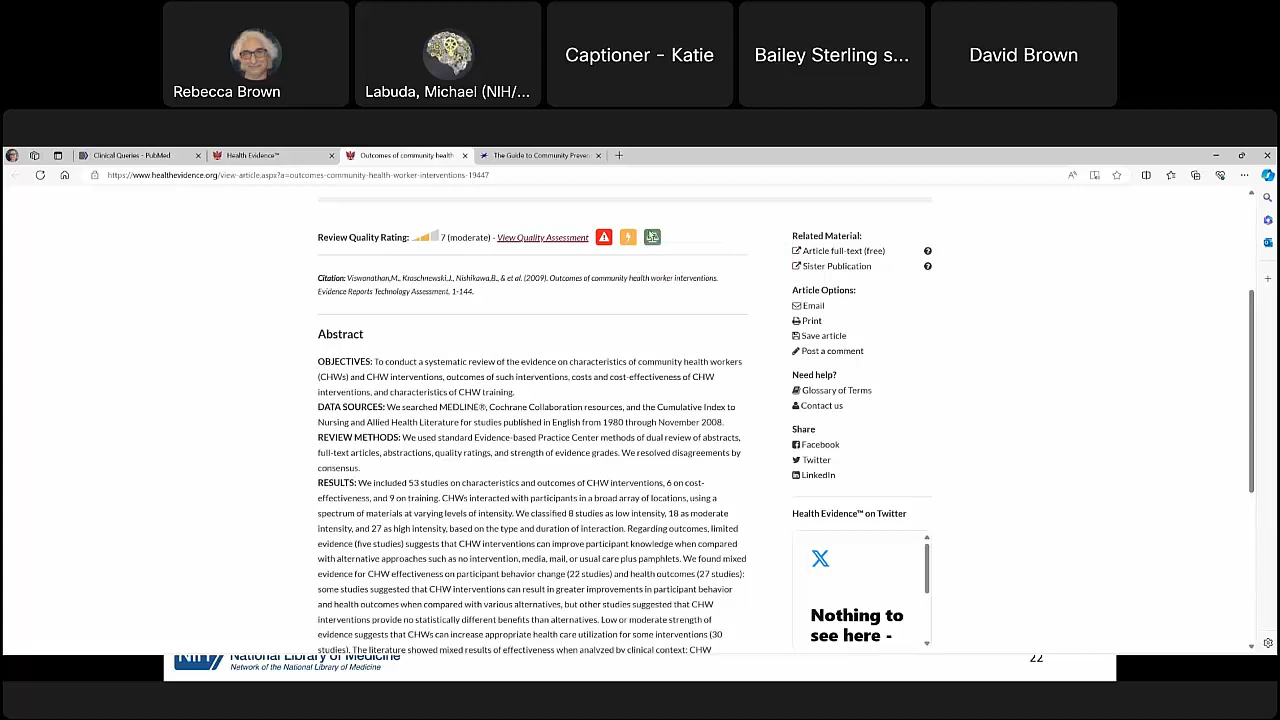 Rebecca Brown
Labuda, Michael (NIH/...
Captioner - Katie
Bailey Sterling s...
David Brown
Clinical Queries - PubMed
Health Evidence™
Outcomes of community health
The Guide to Community Preven
https://www.healthevidence.org/view-article.aspx?a=outcomes-community-health-worker-interventions-19447
Review Quality Rating: 7 (moderate) - View Quality Assessment
Citation: Viswanathan,M., Kraschnewski,J., Nishikawa,B., & et al. (2009). Outcomes of community health worker interventions.
Evidence Reports Technology Assessment, 1-144.
Abstract
OBJECTIVES: To conduct a systematic review of the evidence on characteristics of community health workers
(CHWs) and CHW interventions, outcomes of such interventions, costs and cost-effectiveness of CHW
interventions, and characteristics of CHW training.
DATA SOURCES: We searched MEDLINE®, Cochrane Collaboration resources, and the Cumulative Index to
Nursing and Allied Health Literature for studies published in English from 1980 through November 2008.
REVIEW METHODS: We used standard Evidence-based Practice Center methods of dual review of abstracts,
full-text articles, abstractions, quality ratings, and strength of evidence grades. We resolved disagreements by
consensus.
RESULTS: We included 53 studies on characteristics and outcomes of CHW interventions, 6 on cost-
effectiveness, and 9 on training. CHWs interacted with participants in a broad array of locations, using a
spectrum of materials at varying levels of intensity. We classified 8 studies as low intensity, 18 as moderate
intensity, and 27 as high intensity, based on the type and duration of interaction. Regarding outcomes, limited
evidence (five studies) suggests that CHW interventions can improve participant knowledge when compared
with alternative approaches such as no intervention, media, mail, or usual care plus pamphlets. We found mixed
evidence for CHW effectiveness on participant behavior change (22 studies) and health outcomes (27 studies):
some studies suggested that CHW interventions can result in greater improvements in participant behavior
and health outcomes when compared with various alternatives, but other studies suggested that CHW
interventions provide no statistically different benefits than alternatives. Low or moderate strength of
evidence suggests that CHWs can increase appropriate health care utilization for some interventions (30
studies). The literature showed mixed results of effectiveness when analyzed by clinical context: CHW
Related Material:
Article full-text (free)
Sister Publication
Article Options:
Email
Print
Save article
Post a comment
Need help?
Glossary of Terms
Contact us
Share
Facebook
Twitter
LinkedIn
Health Evidence™ on Twitter
Nothing to
see here -
NIH National Library of Medicine
Network of the National Library of Medicine
22